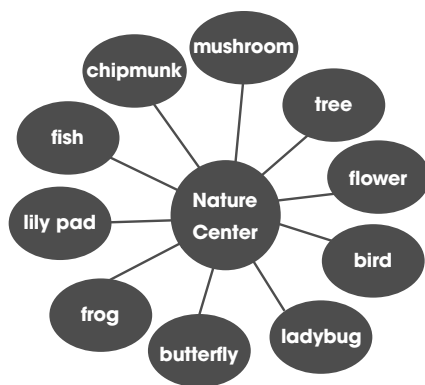 mushroom
chipmunk
tree
fish
flower
Nature
Center
lily pad
bird
frog
ladybug
butterfly